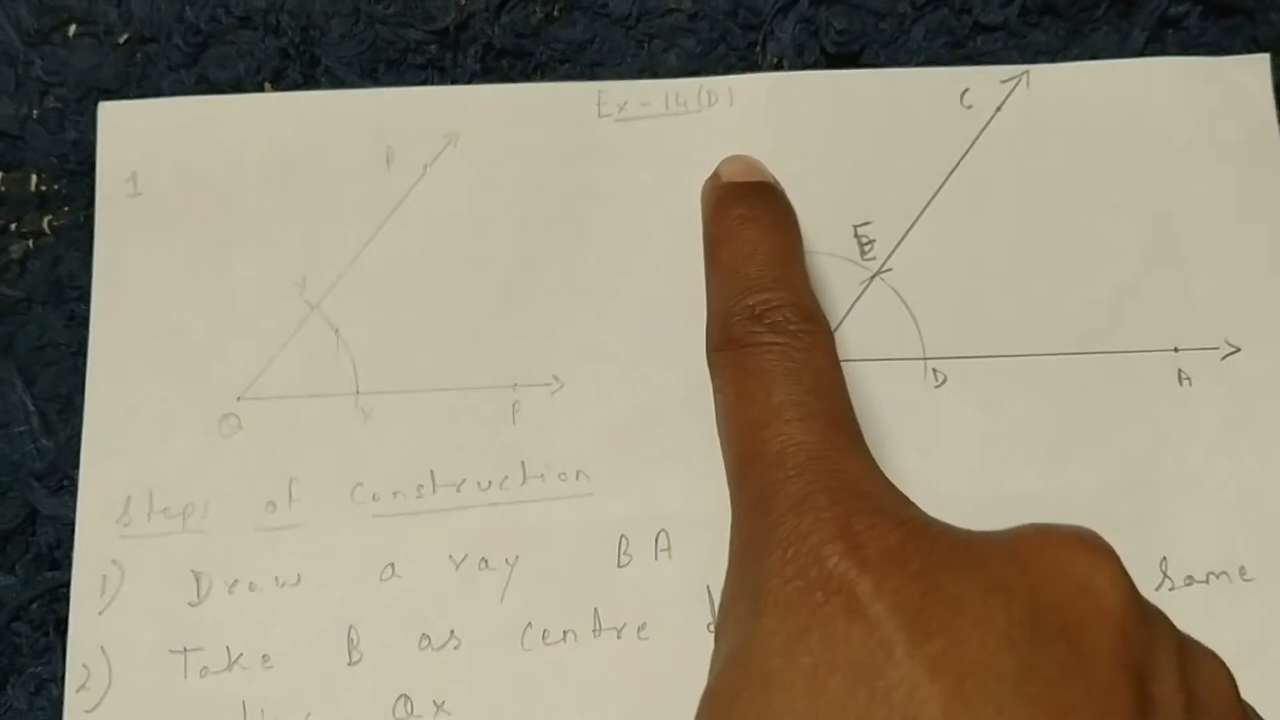 Ex-14(D)
1
C
E
Y
D
A
Q
X
P
Steps of Construction
1) Draw a ray BA
2) Take B as centre
same
QX